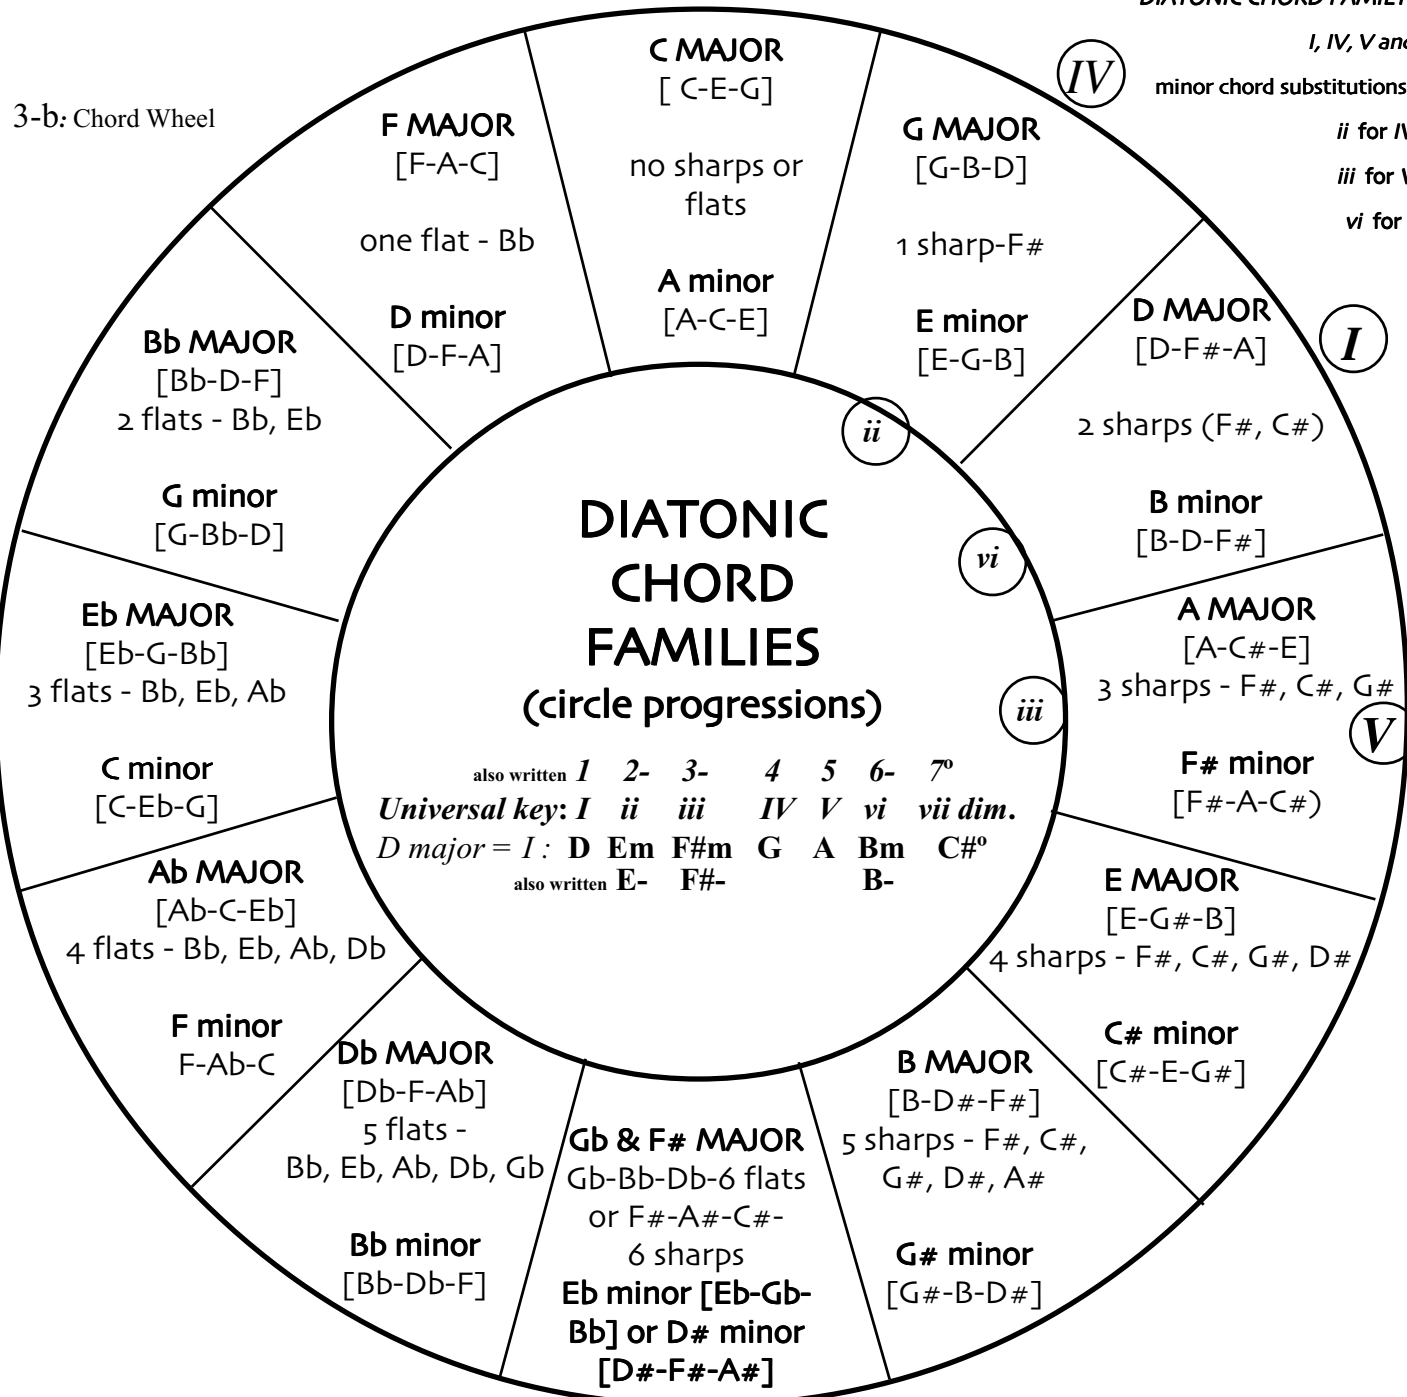 DIATONIC CHORD FAMILY
I, IV, V and
minor chord substitutions
ii for IV
iii for V
vi for
3-b: Chord Wheel
IV
I
V
ii
vi
iii
C MAJOR
[ C-E-G]
no sharps or
flats
A minor
[A-C-E]
G MAJOR
[G-B-D]
1 sharp-F#
E minor
[E-G-B]
D MAJOR
[D-F#-A]
2 sharps (F#, C#)
B minor
[B-D-F#]
A MAJOR
[A-C#-E]
3 sharps - F#, C#, G#
F# minor
[F#-A-C#)
E MAJOR
[E-G#-B]
4 sharps - F#, C#, G#, D#
C# minor
[C#-E-G#]
B MAJOR
[B-D#-F#]
5 sharps - F#, C#,
G#, D#, A#
G# minor
[G#-B-D#]
Gb & F# MAJOR
Gb-Bb-Db-6 flats
or F#-A#-C#-
6 sharps
Eb minor [Eb-Gb-
Bb] or D# minor
[D#-F#-A#]
Db MAJOR
[Db-F-Ab]
5 flats -
Bb, Eb, Ab, Db, Gb
Bb minor
[Bb-Db-F]
Ab MAJOR
[Ab-C-Eb]
4 flats - Bb, Eb, Ab, Db
F minor
F-Ab-C
Eb MAJOR
[Eb-G-Bb]
3 flats - Bb, Eb, Ab
C minor
[C-Eb-G]
Bb MAJOR
[Bb-D-F]
2 flats - Bb, Eb
G minor
[G-Bb-D]
F MAJOR
[F-A-C]
one flat - Bb
D minor
[D-F-A]
DIATONIC
CHORD
FAMILIES
(circle progressions)
also written 1 2- 3- 4 5 6- 7º
Universal key: I ii iii IV V vi vii dim.
D major = I : D Em F#m G A Bm C#º
also written E- F#- B-